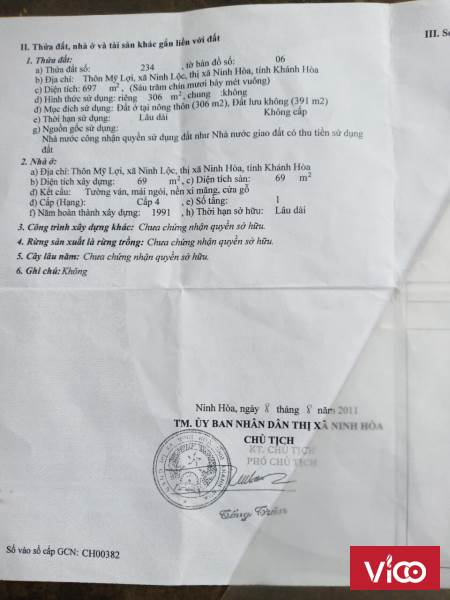 II. Thửa đất, nhà ở và tài sản khác gắn liền với đất
III. Sơ
1. Thửa đất:
a) Thửa đất số: 234 , tờ bản đồ số: 06
b) Địa chỉ: Thôn Mỹ Lợi, xã Ninh Lộc, thị xã Ninh Hòa, tỉnh Khánh Hòa
c) Diện tích: 697 m², (Sáu trăm chín mươi bảy mét vuông)
d) Hình thức sử dụng: riêng 306 m², chung :không
đ) Mục đích sử dụng: Đất ở tại nông thôn (306 m2), Đất lưu không (391 m2)
e) Thời hạn sử dụng: Lâu dài Không cấp
g) Nguồn gốc sử dụng:
Nhà nước công nhận quyền sử dụng đất như Nhà nước giao đất có thu tiền sử dụng
đất
2. Nhà ở:
a) Địa chỉ: Thôn Mỹ Lợi, xã Ninh Lộc, thị xã Ninh Hòa, tỉnh Khánh Hòa
b) Diện tích xây dựng: 69 m², c) Diện tích sàn: 69 m²
d) Kết cấu: Tường ván, mái ngói, nền xi măng, cửa gỗ
đ) Cấp (Hạng): Cấp 4 , e) Số tầng: 1
f) Năm hoàn thành xây dựng: 1991 , h) Thời hạn sở hữu: Lâu dài
3. Công trình xây dựng khác: Chưa chứng nhận quyền sở hữu.
4. Rừng sản xuất là rừng trồng: Chưa chứng nhận quyền sở hữu.
5. Cây lâu năm: Chưa chứng nhận quyền sở hữu.
6. Ghi chú: Không
Ninh Hòa, ngày 8 tháng 8 năm 2011
TM. ỦY BAN NHÂN DÂN THỊ XÃ NINH HÒA
CHỦ TỊCH
KT. CHỦ TỊCH
PHÓ CHỦ TỊCH
Tống Trân
Số vào sổ cấp GCN: CH00382
Vioo